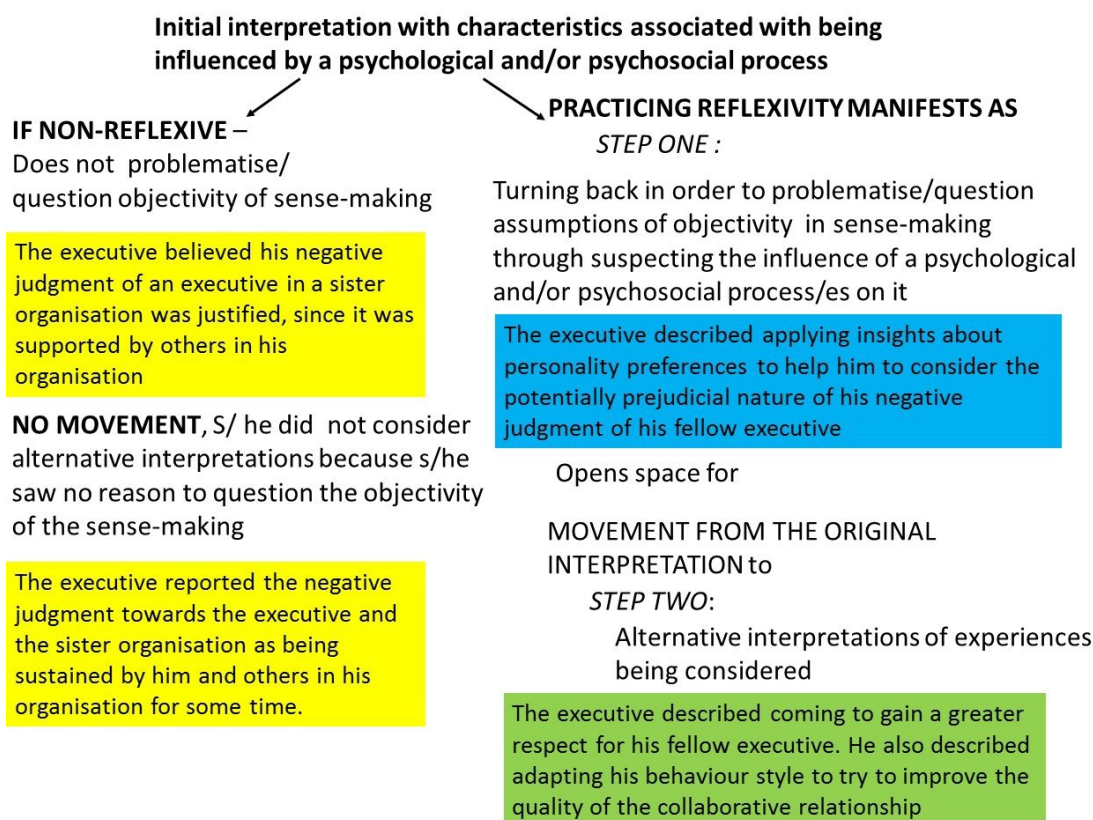 Initial interpretation with characteristics associated with being
influenced by a psychological and/or psychosocial process
IF NON-REFLEXIVE –
Does not problematise/
question objectivity of sense-making
The executive believed his negative
judgment of an executive in a sister
organisation was justified, since it was
supported by others in his
organisation
NO MOVEMENT, S/ he did not consider
alternative interpretations because s/he
saw no reason to question the objectivity
of the sense-making
The executive reported the negative
judgment towards the executive and
the sister organisation as being
sustained by him and others in his
organisation for some time.
PRACTICING REFLEXIVITY MANIFESTS AS
STEP ONE :
Turning back in order to problematise/question
assumptions of objectivity in sense-making
through suspecting the influence of a psychological
and/or psychosocial process/es on it
The executive described applying insights about
personality preferences to help him to consider the
potentially prejudicial nature of his negative
judgment of his fellow executive
Opens space for
MOVEMENT FROM THE ORIGINAL
INTERPRETATION to
STEP TWO:
Alternative interpretations of experiences
being considered
The executive described coming to gain a greater
respect for his fellow executive. He also described
adapting his behaviour style to try to improve the
quality of the collaborative relationship